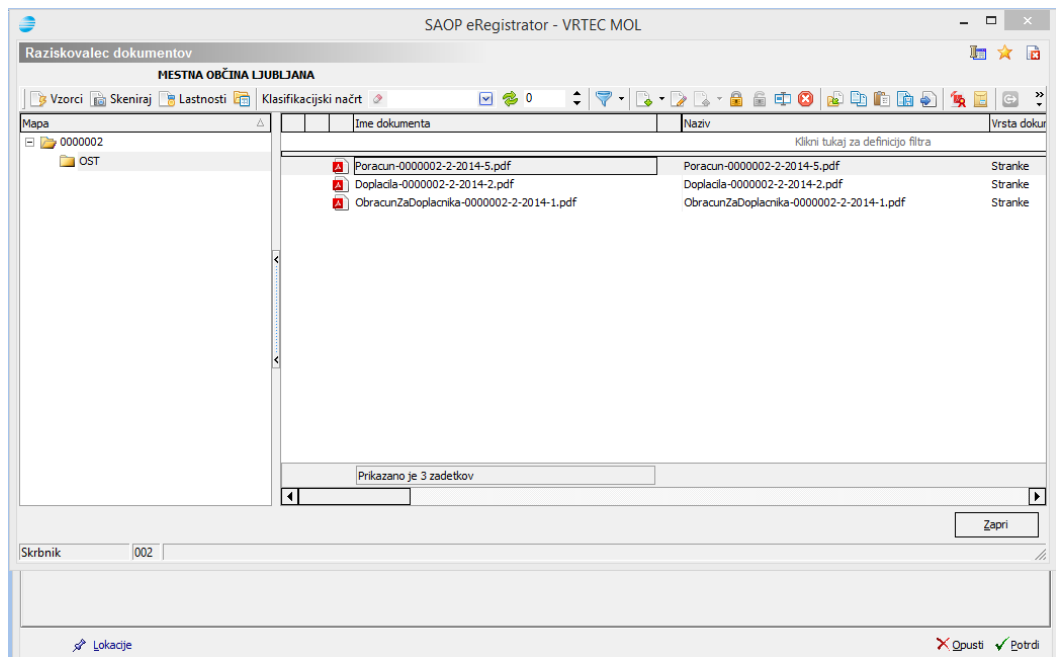 SAOP eRegistrator - VRTEC MOL
Raziskovalec dokumentov
MESTNA OBČINA LJUBLJANA
Vzorci Skeniraj Lastnosti Klasifikacijski načrt 0
Mapa Ime dokumenta Naziv Vrsta dokur
0000002 Klikni tukaj za definicijo filtra
OST Poracun-0000002-2-2014-5.pdf Poracun-0000002-2-2014-5.pdf Stranke
Doplacila-0000002-2-2014-2.pdf Doplacila-0000002-2-2014-2.pdf Stranke
ObracunZaDoplacnika-0000002-2-2014-1.pdf ObracunZaDoplacnika-0000002-2-2014-1.pdf Stranke
Prikazano je 3 zadetkov
Zapri
Skrbnik 002
Lokacije Opusti Potrdi